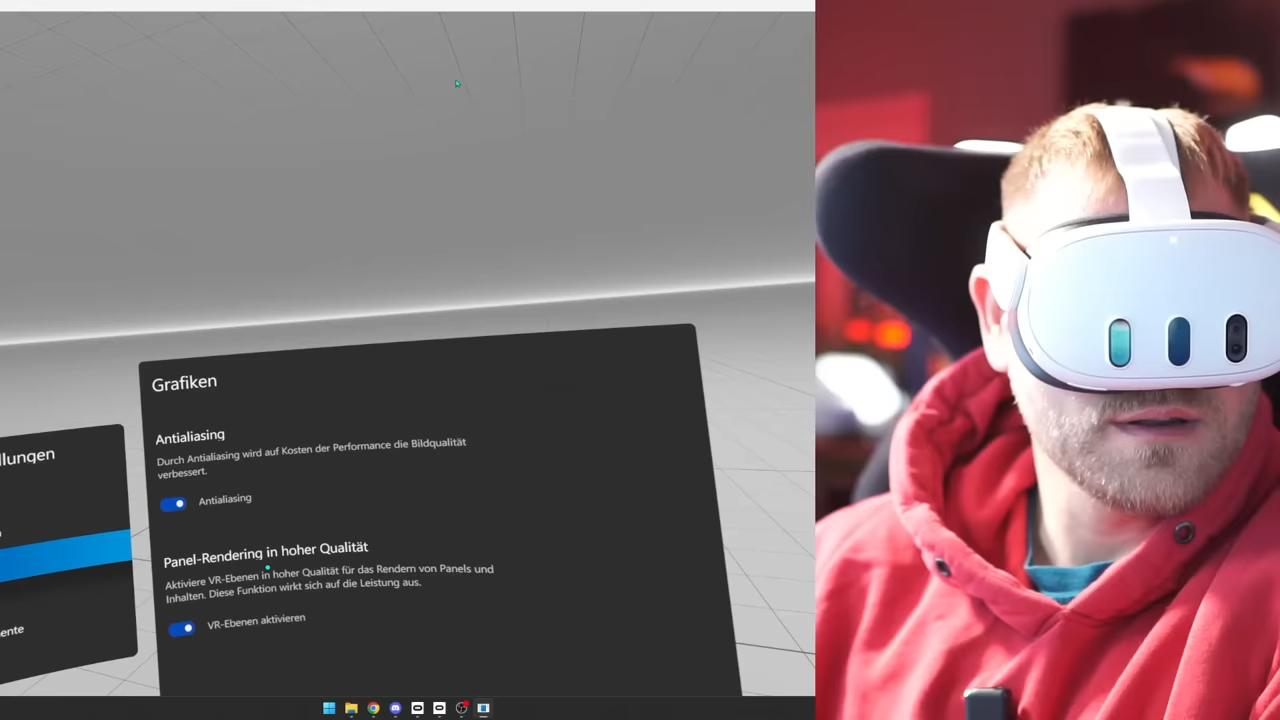 llungen
ente
Grafiken
Antialiasing
Durch Antialiasing wird auf Kosten der Performance die Bildqualität
verbessert.
Antialiasing
Panel-Rendering in hoher Qualität
Aktiviere VR-Ebenen in hoher Qualität für das Rendern von Panels und
Inhalten. Diese Funktion wirkt sich auf die Leistung aus.
VR-Ebenen aktivieren